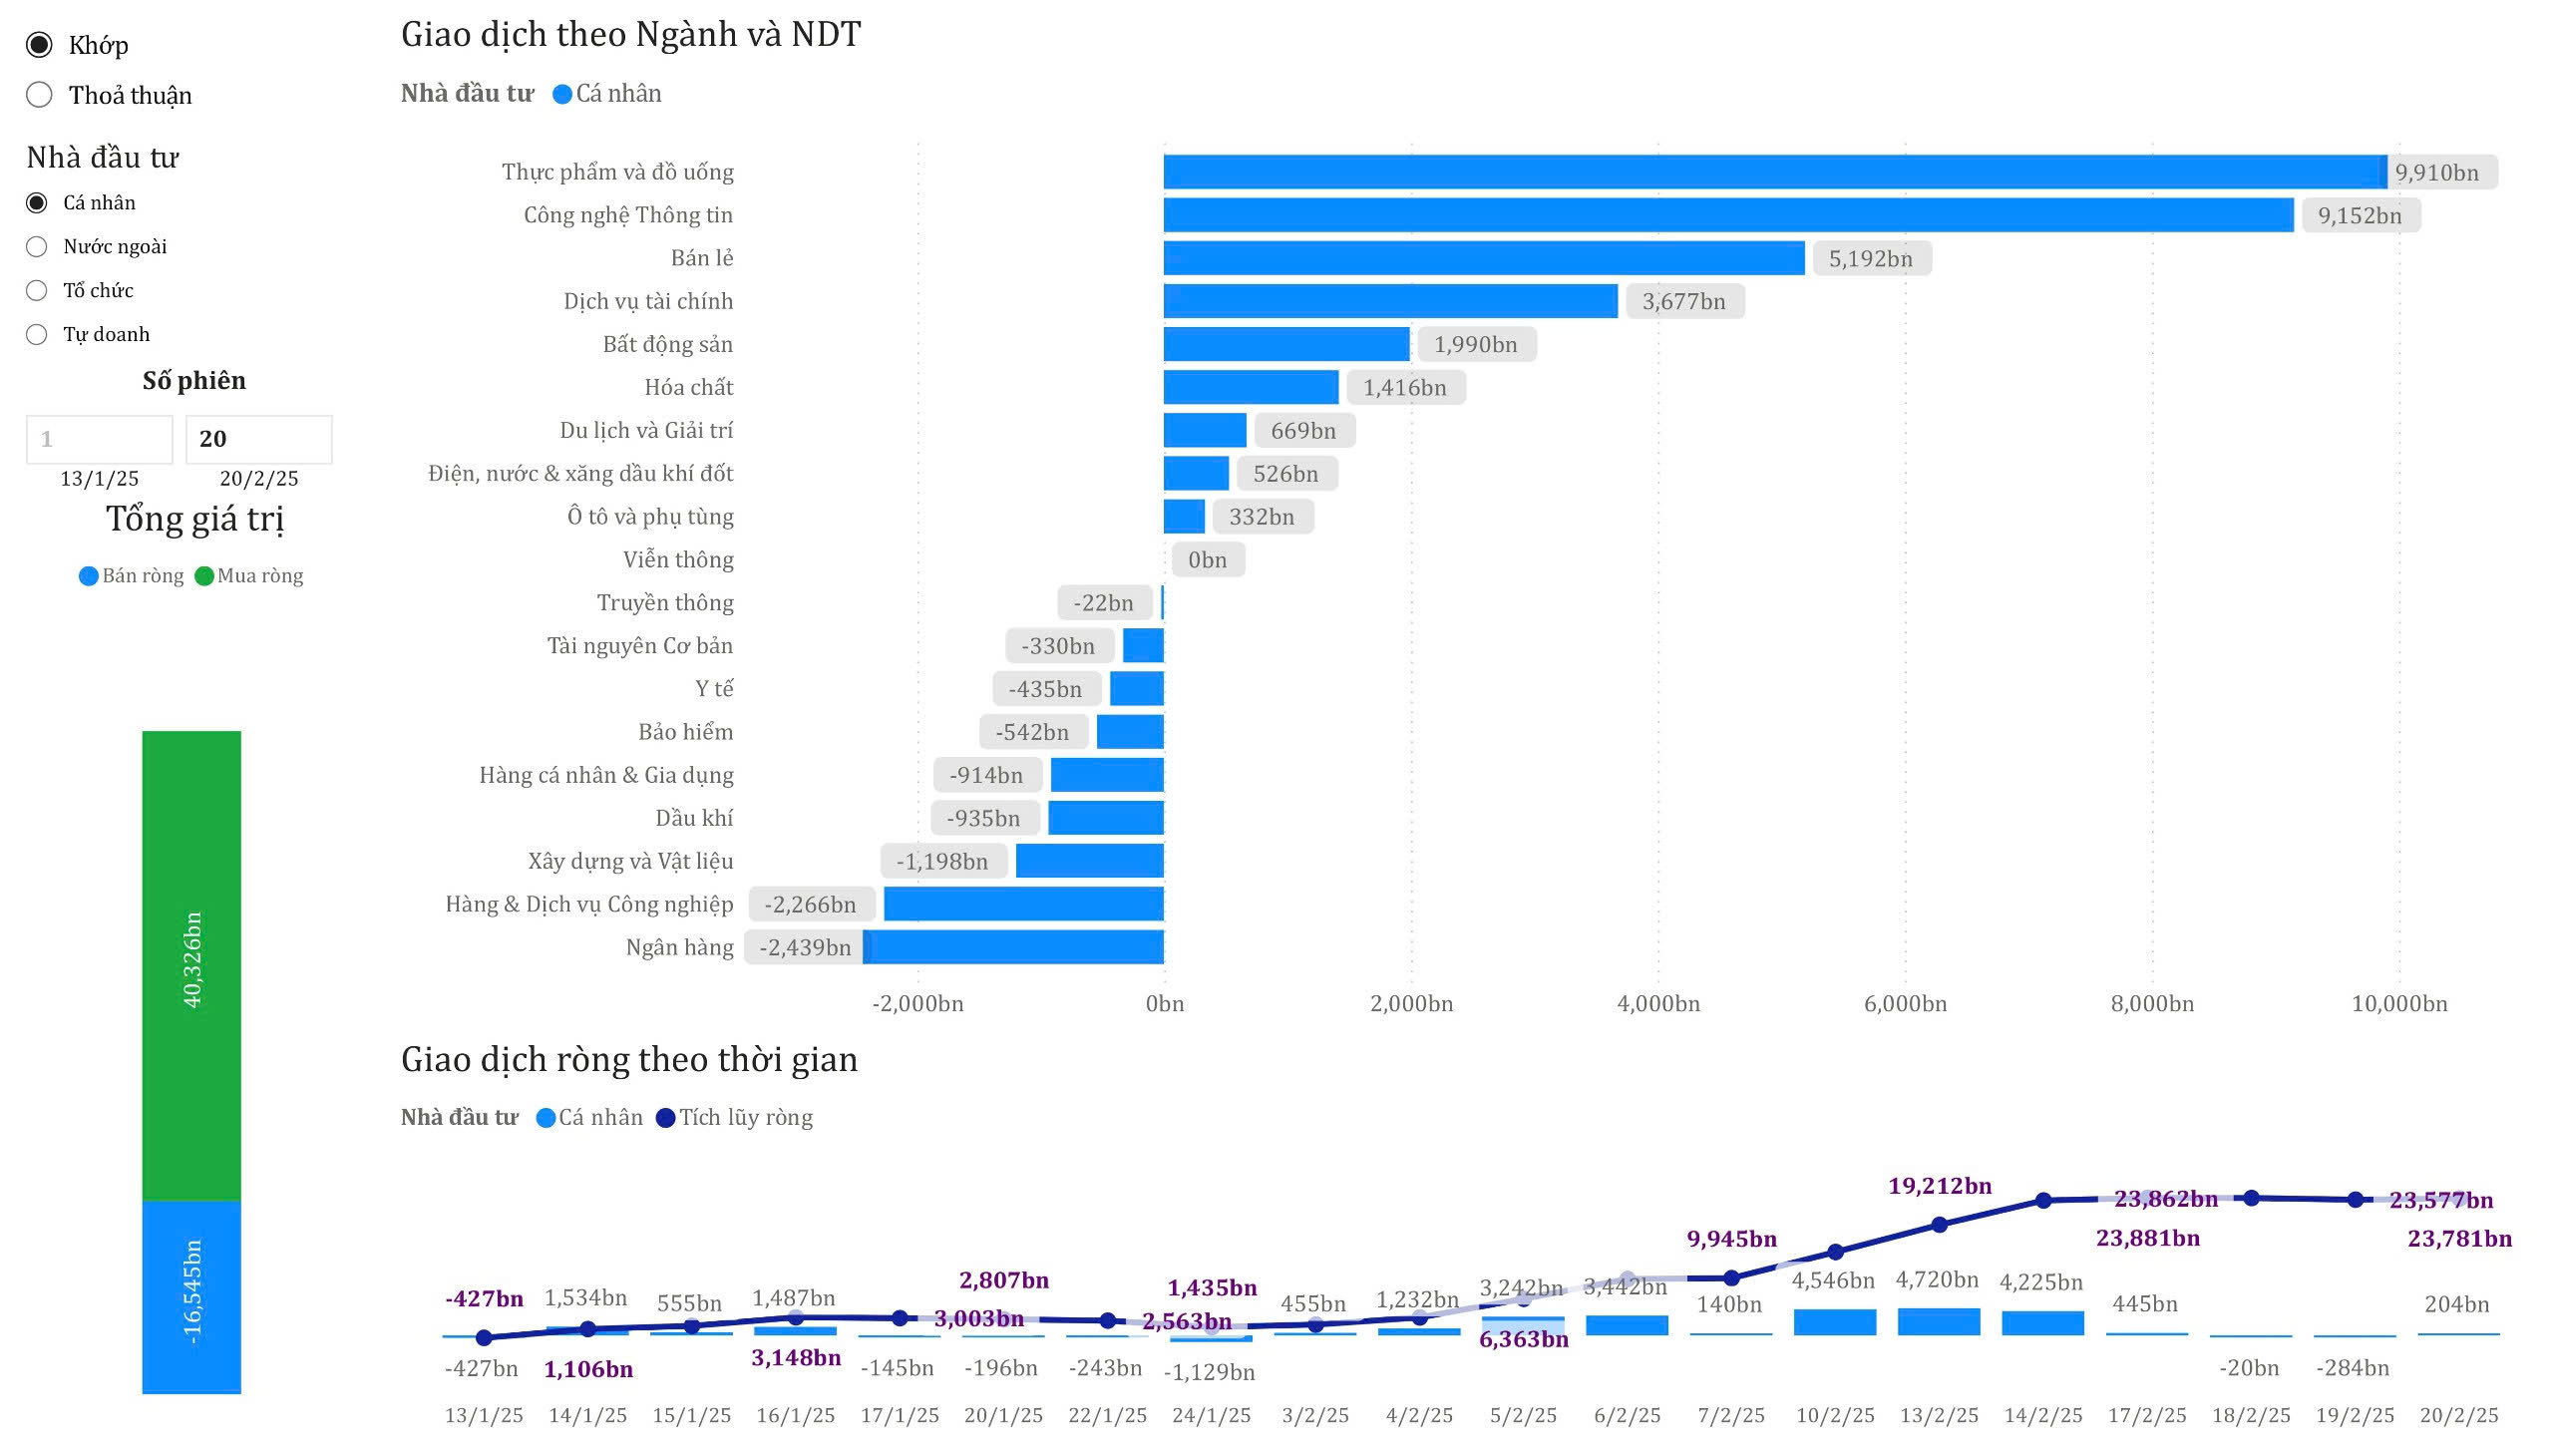 Khớp
Thoả thuận
Nhà đầu tư
Cá nhân
Nước ngoài
Tổ chức
Tự doanh
Số phiên
1 20
13/1/25 20/2/25
Tổng giá trị
Bán ròng Mua ròng
40,326bn
-16,545bn
Giao dịch theo Ngành và NDT
Nhà đầu tư Cá nhân
Thực phẩm và đồ uống 9,910bn
Công nghệ Thông tin 9,152bn
Bán lẻ 5,192bn
Dịch vụ tài chính 3,677bn
Bất động sản 1,990bn
Hóa chất 1,416bn
Du lịch và Giải trí 669bn
Điện, nước & xăng dầu khí đốt 526bn
Ô tô và phụ tùng 332bn
Viễn thông 0bn
Truyền thông -22bn
Tài nguyên Cơ bản -330bn
Y tế -435bn
Bảo hiểm -542bn
Hàng cá nhân & Gia dụng -914bn
Dầu khí -935bn
Xây dựng và Vật liệu -1,198bn
Hàng & Dịch vụ Công nghiệp -2,266bn
Ngân hàng -2,439bn
-2,000bn 0bn 2,000bn 4,000bn 6,000bn 8,000bn 10,000bn
Giao dịch ròng theo thời gian
Nhà đầu tư Cá nhân Tích lũy ròng
19,212bn 23,862bn 23,577bn
9,945bn 23,881bn 23,781bn
-427bn 1,534bn 555bn 1,487bn 2,807bn 1,435bn 455bn 1,232bn 3,242bn 3,442bn 140bn 4,546bn 4,720bn 4,225bn 445bn 204bn
3,003bn 2,563bn 6,363bn
-427bn 1,106bn 3,148bn -145bn -196bn -243bn -1,129bn -20bn -284bn
13/1/25 14/1/25 15/1/25 16/1/25 17/1/25 20/1/25 22/1/25 24/1/25 3/2/25 4/2/25 5/2/25 6/2/25 7/2/25 10/2/25 13/2/25 14/2/25 17/2/25 18/2/25 19/2/25 20/2/25